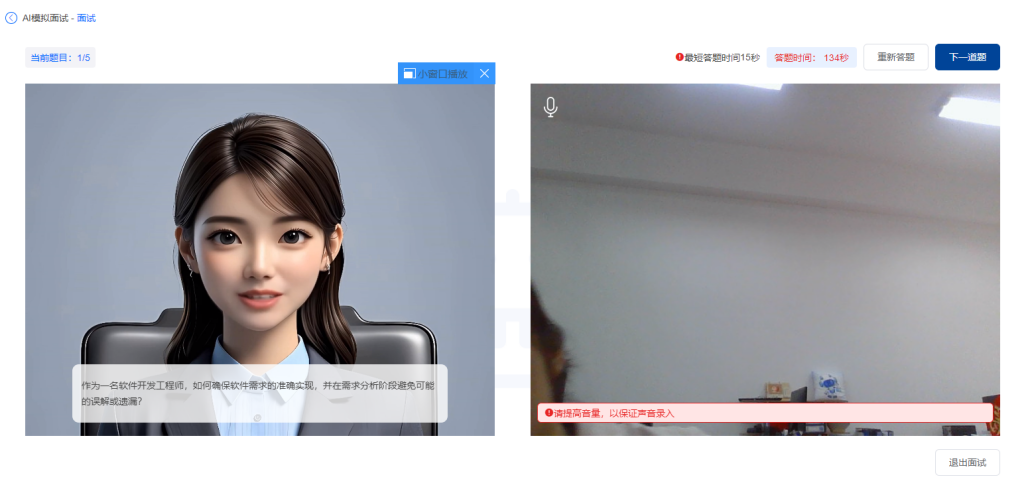 AI模拟面试 - 面试
当前题目：1/5
最短答题时间15秒
答题时间： 134秒
重新答题
下一道题
小窗口播放
作为一名软件开发工程师，如何确保软件需求的准确实现，并在需求分析阶段避免可能
的误解或遗漏?
请提高音量，以保证声音录入
退出面试